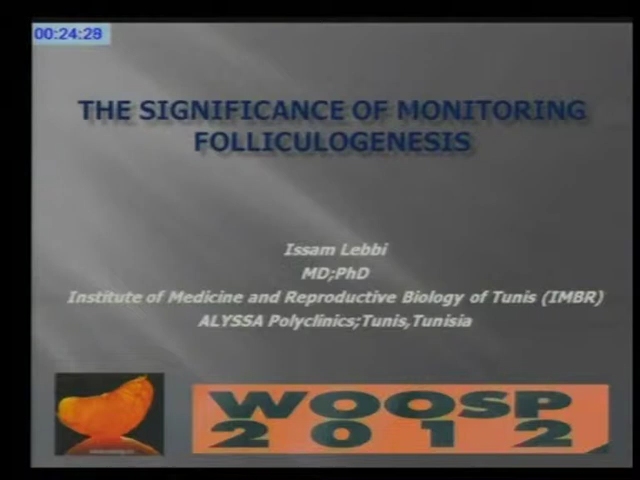 00:24:28
THE SIGNIFICANCE OF MONITORING
FOLLICULOGENESIS
Issam Lebbi
MD;PhD
Institute of Medicine and Reproductive Biology of Tunis (IMBR)
ALYSSA Polyclinics;Tunis,Tunisia
WOOSP
2012